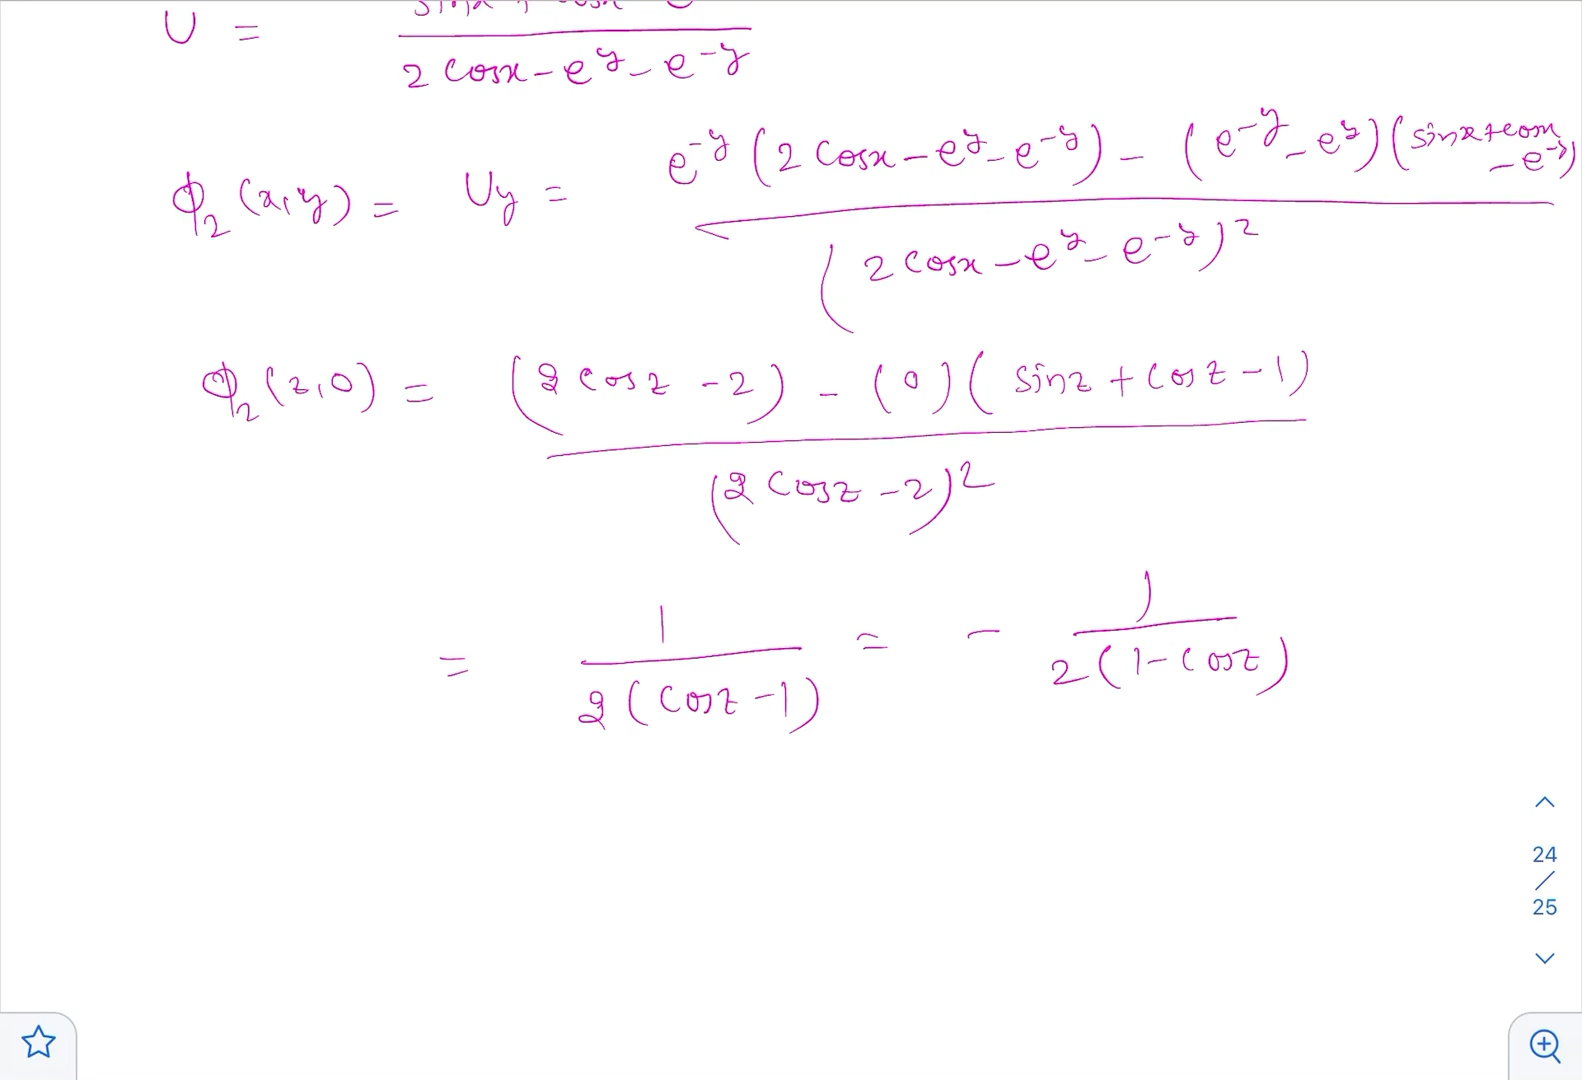 U =
2 cosx - e^y - e^-y
Φ₂(x,y) = Uy = e^-y (2 cosx - e^y - e^-y) - (e^-y - e^y)(sinx + cosx - e^-y)
(2 cosx - e^y - e^-y)²
Φ₂(z,0) = (2 cosz - 2) - (0)(sinz + cosz - 1)
(2 cosz - 2)²
= 1 / 2(cosz - 1) = - 1 / 2(1 - cosz)
24
/
25